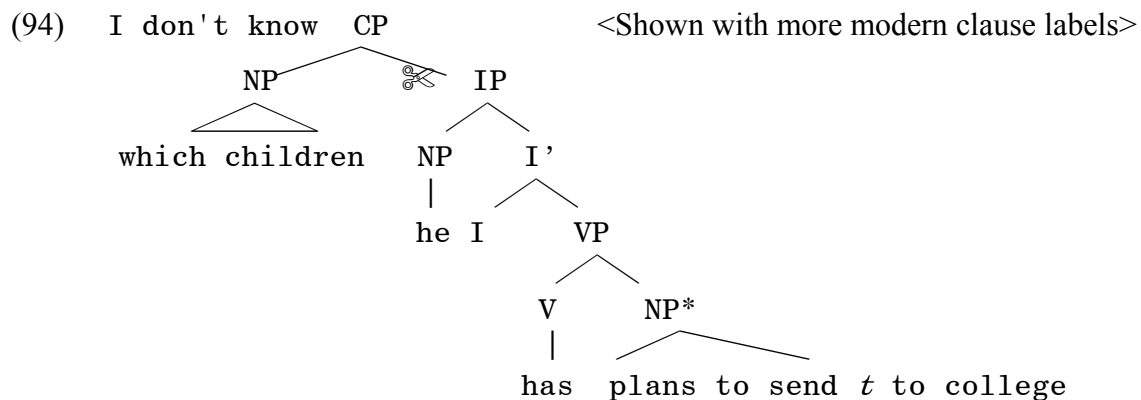 (94) I don't know CP <Shown with more modern clause labels>
NP IP
which children NP I’
he I VP
V NP*
has plans to send t to college